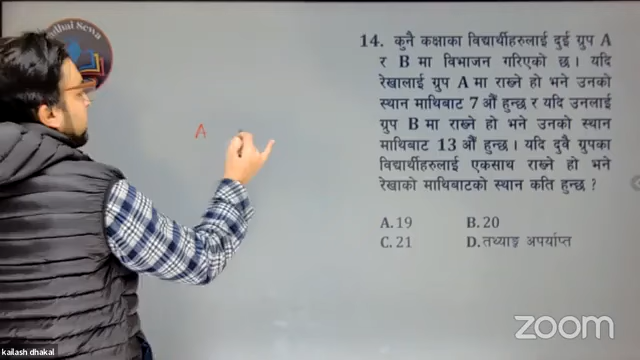 14. कुनै कक्षाका विद्यार्थीहरुलाई दुई ग्रुप A
र B मा विभाजन गरिएको छ। यदि
रेखालाई ग्रुप A मा राख्ने हो भने उनको
स्थान माथिबाट 7 औं हुन्छ र यदि उनलाई
ग्रुप B मा राख्ने हो भने उनको स्थान
माथिबाट 13 औं हुन्छ। यदि दुवै ग्रुपका
विद्यार्थीहरुलाई एकसाथ राख्ने हो भने
रेखाको माथिबाटको स्थान कति हुन्छ ?
A. 19 B. 20
C. 21 D. तथ्याङ्क अपर्याप्त
A
zoom
kailash dhakal